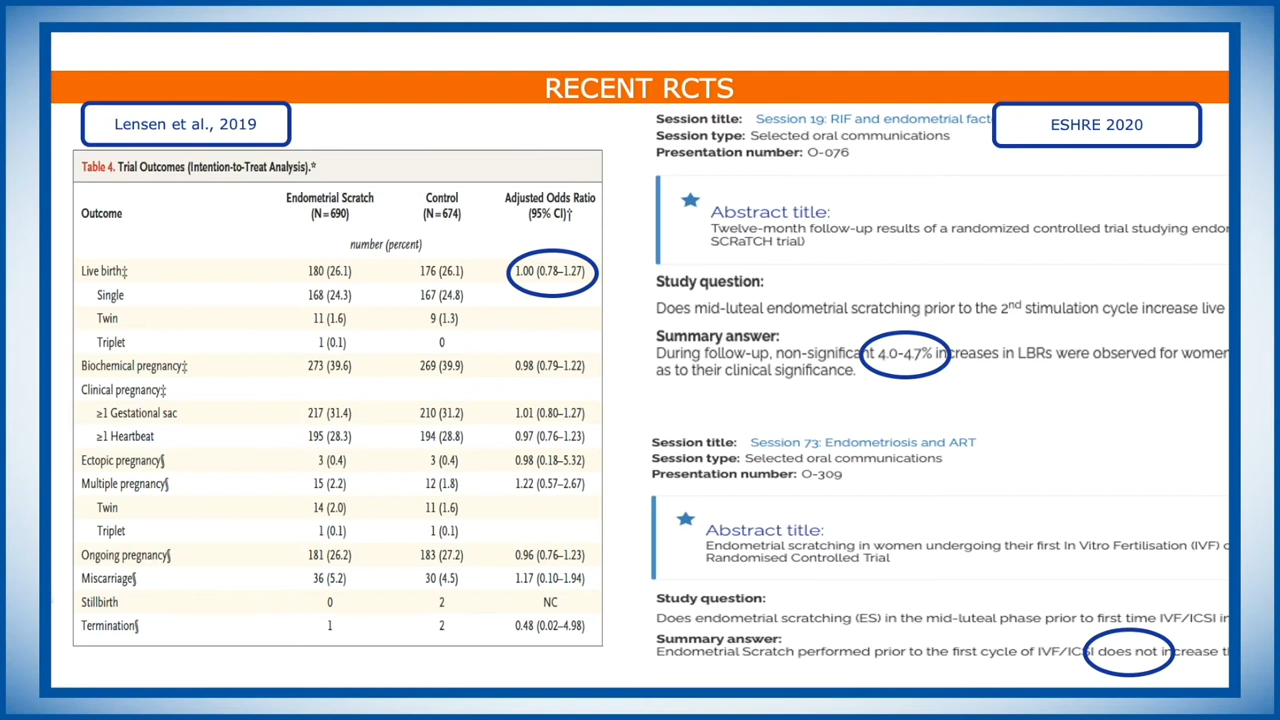 RECENT RCTS
Lensen et al., 2019
Table 4. Trial Outcomes (Intention-to-Treat Analysis).*
Outcome Endometrial Scratch (N=690) Control (N=674) Adjusted Odds Ratio (95% CI)†
number (percent)
Live birth‡ 180 (26.1) 176 (26.1) 1.00 (0.78–1.27)
Single 168 (24.3) 167 (24.8)
Twin 11 (1.6) 9 (1.3)
Triplet 1 (0.1) 0
Biochemical pregnancy‡ 273 (39.6) 269 (39.9) 0.98 (0.79–1.22)
Clinical pregnancy‡
≥1 Gestational sac 217 (31.4) 210 (31.2) 1.01 (0.80–1.27)
≥1 Heartbeat 195 (28.3) 194 (28.8) 0.97 (0.76–1.23)
Ectopic pregnancy§ 3 (0.4) 3 (0.4) 0.98 (0.18–5.32)
Multiple pregnancy§ 15 (2.2) 12 (1.8) 1.22 (0.57–2.67)
Twin 14 (2.0) 11 (1.6)
Triplet 1 (0.1) 1 (0.1)
Ongoing pregnancy§ 181 (26.2) 183 (27.2) 0.96 (0.76–1.23)
Miscarriage§ 36 (5.2) 30 (4.5) 1.17 (0.10–1.94)
Stillbirth 0 2 NC
Termination§ 1 2 0.48 (0.02–4.98)
ESHRE 2020
Session title: Session 19: RIF and endometrial fact
Session type: Selected oral communications
Presentation number: O-076
Abstract title:
Twelve-month follow-up results of a randomized controlled trial studying endo
SCRaTCH trial)
Study question:
Does mid-luteal endometrial scratching prior to the 2nd stimulation cycle increase live
Summary answer:
During follow-up, non-significant 4.0-4.7% increases in LBRs were observed for women
as to their clinical significance.
Session title: Session 73: Endometriosis and ART
Session type: Selected oral communications
Presentation number: O-309
Abstract title:
Endometrial scratching in women undergoing their first In Vitro Fertilisation (IVF)
Randomised Controlled Trial
Study question:
Does endometrial scratching (ES) in the mid-luteal phase prior to first time IVF/ICSI
Summary answer:
Endometrial Scratch performed prior to the first cycle of IVF/ICSI does not increase